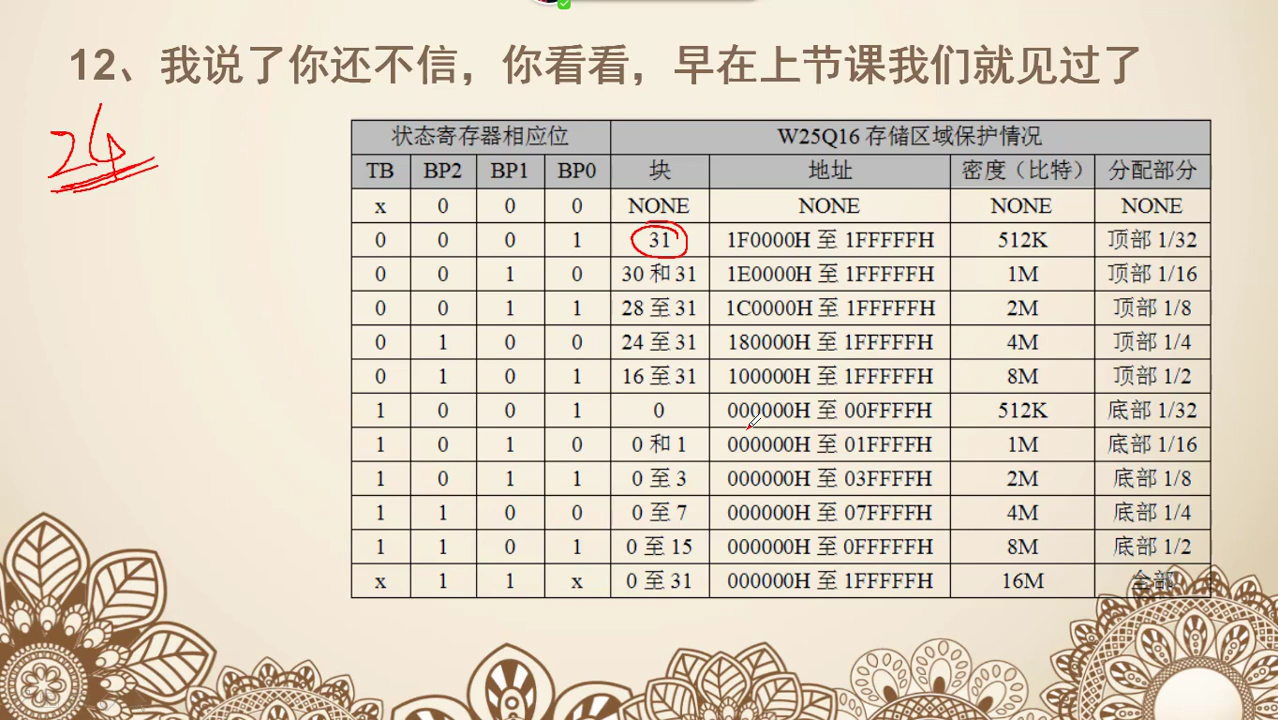 12、我说了你还不信，你看看，早在上节课我们就见过了
24
状态寄存器相应位 W25Q16 存储区域保护情况
TB BP2 BP1 BP0 块 地址 密度（比特） 分配部分
x 0 0 0 NONE NONE NONE NONE
0 0 0 1 31 1F0000H 至 1FFFFFH 512K 顶部 1/32
0 0 1 0 30 和 31 1E0000H 至 1FFFFFH 1M 顶部 1/16
0 0 1 1 28 至 31 1C0000H 至 1FFFFFH 2M 顶部 1/8
0 1 0 0 24 至 31 180000H 至 1FFFFFH 4M 顶部 1/4
0 1 0 1 16 至 31 100000H 至 1FFFFFH 8M 顶部 1/2
1 0 0 1 0 000000H 至 00FFFFH 512K 底部 1/32
1 0 1 0 0 和 1 000000H 至 01FFFFH 1M 底部 1/16
1 0 1 1 0 至 3 000000H 至 03FFFFH 2M 底部 1/8
1 1 0 0 0 至 7 000000H 至 07FFFFH 4M 底部 1/4
1 1 0 1 0 至 15 000000H 至 0FFFFFH 8M 底部 1/2
x 1 1 x 0 至 31 000000H 至 1FFFFFH 16M 全部